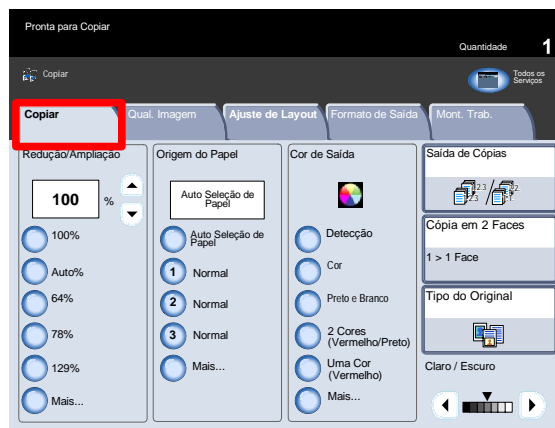 Pronta para Copiar
Quantidade 1
Copiar
Todos os
Serviços
Copiar
Qual. Imagem
Ajuste de Layout
Formato de Saída
Mont. Trab.
Redução/Ampliação
100 %
100%
Auto%
64%
78%
129%
Mais...
Origem do Papel
Auto Seleção de
Papel
Auto Seleção de
Papel
1 Normal
2 Normal
3 Normal
Mais...
Cor de Saída
Detecção
Cor
Preto e Branco
2 Cores
(Vermelho/Preto)
Uma Cor
(Vermelho)
Mais...
Saída de Cópias
Cópia em 2 Faces
1 > 1 Face
Tipo do Original
Claro / Escuro